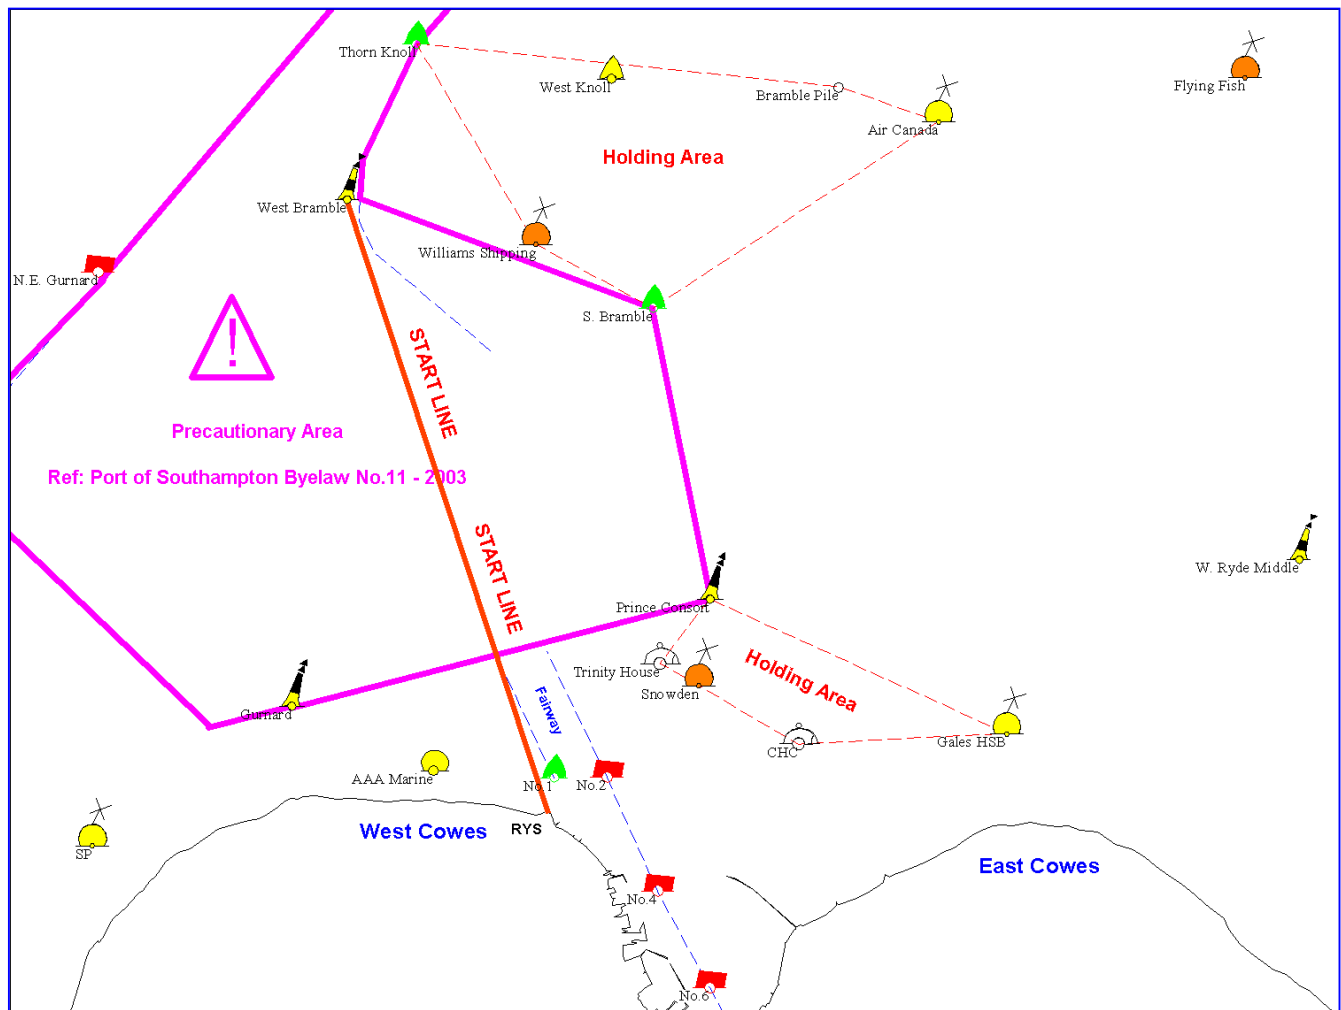 Thorn Knoll
West Knoll
Bramble Pile
Flying Fish
Air Canada
Holding Area
West Bramble
Williams Shipping
N.E. Gurnard
S. Bramble
!
START LINE
Precautionary Area
Ref: Port of Southampton Byelaw No.11 - 2003
START LINE
W. Ryde Middle
Prince Consort
Trinity House
Snowden
Holding Area
Fairway
Gurnard
Gales HSB
CHC
AAA Marine
No.1
No.2
West Cowes
RYS
SP
East Cowes
No.4
No.6